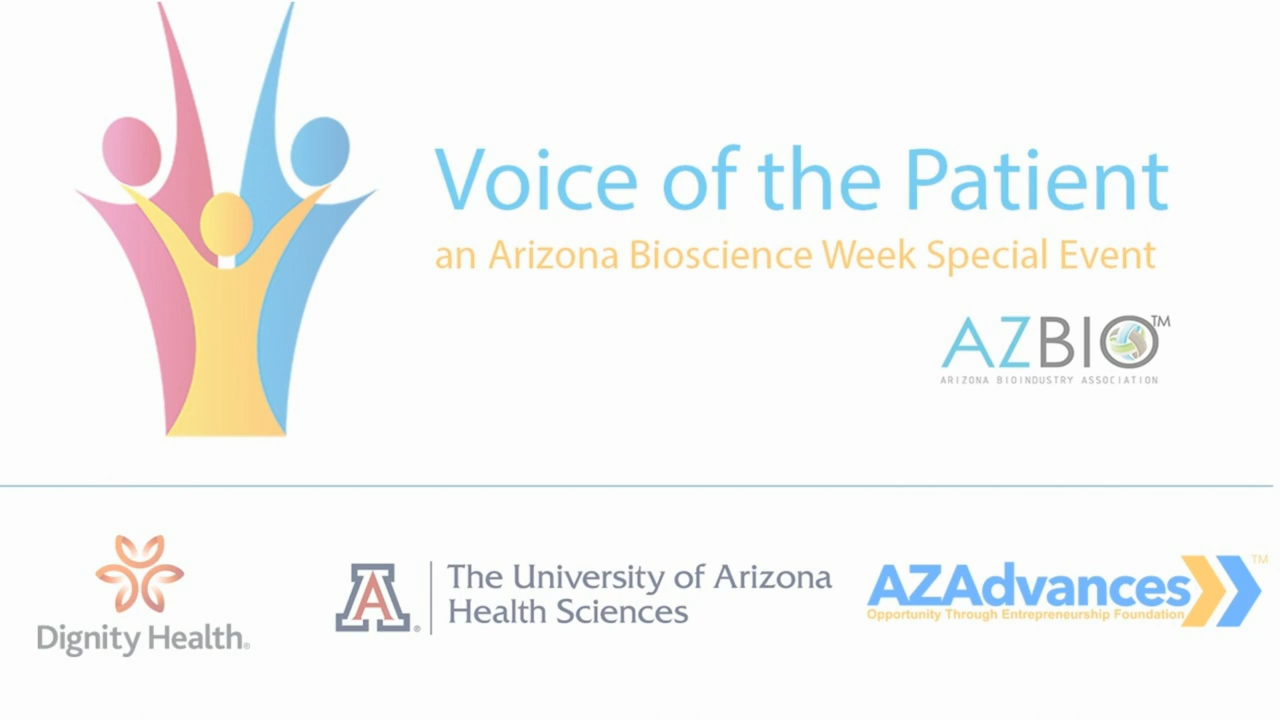 Voice of the Patient
an Arizona Bioscience Week Special Event
AZBIO™
ARIZONA BIOINDUSTRY ASSOCIATION
Dignity Health®
A®
The University of Arizona
Health Sciences
AZAdvances™
Opportunity Through Entrepreneurship Foundation